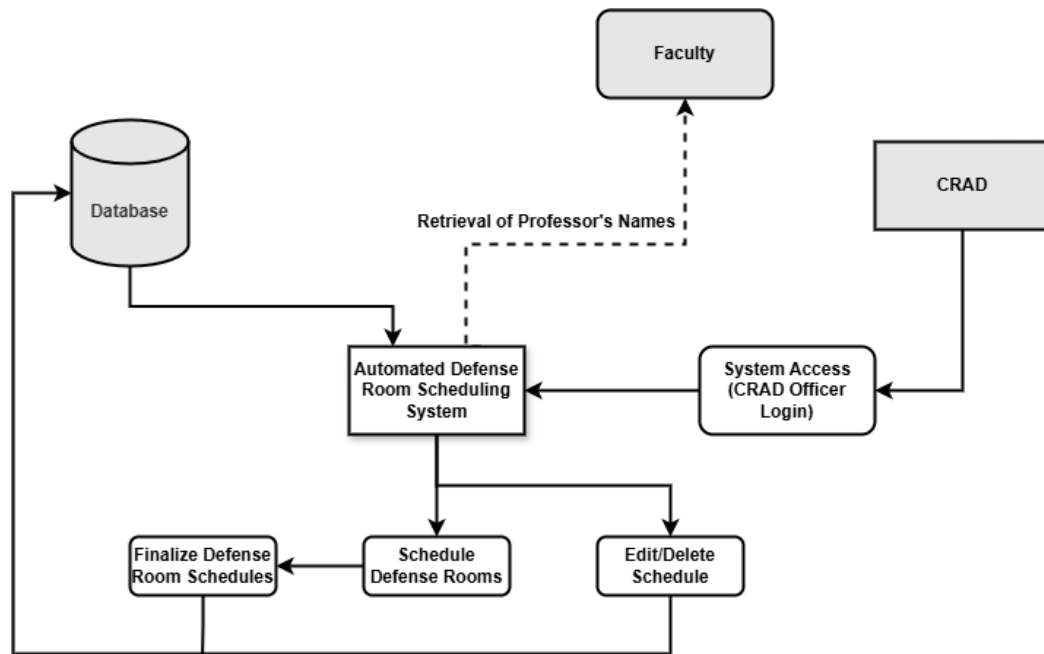 Faculty
CRAD
Database
Retrieval of Professor's Names
Automated Defense
Room Scheduling
System
System Access
(CRAD Officer
Login)
Finalize Defense
Room Schedules
Schedule
Defense Rooms
Edit/Delete
Schedule